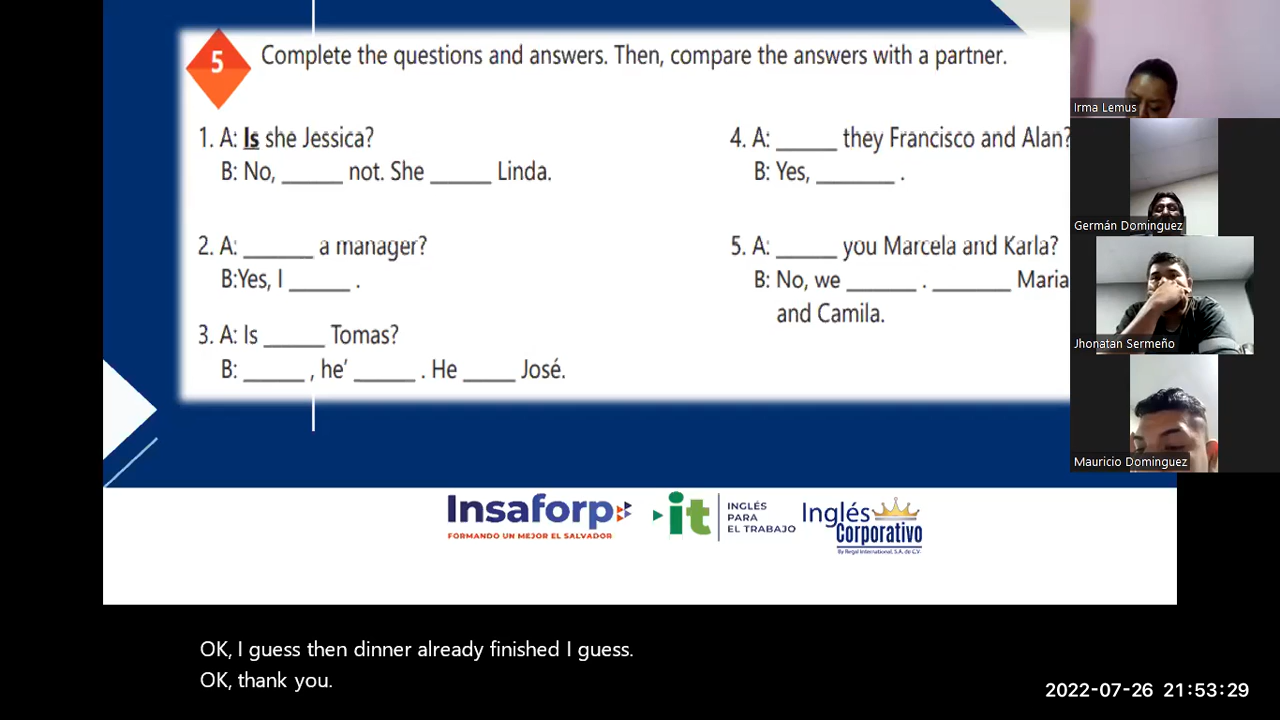 5
Complete the questions and answers. Then, compare the answers with a partner.
1. A: Is she Jessica?
B: No, ______ not. She ______ Linda.
2. A: _______ a manager?
B:Yes, I ______ .
3. A: Is ______ Tomas?
B: ______ , he' ______ . He _____ José.
4. A: ______ they Francisco and Alan?
B: Yes, ________ .
5. A: ______ you Marcela and Karla?
B: No, we _______ . ________ Maria
and Camila.
Irma Lemus
Germán Dominguez
Jhonatan Sermeño
Mauricio Dominguez
Insaforp
FORMANDO UN MEJOR EL SALVADOR
it
INGLÉS
PARA
EL TRABAJO
Inglés
Corporativo
By Regal International, S.A. de C.V.
OK, I guess then dinner already finished I guess.
OK, thank you.
2022-07-26 21:53:29